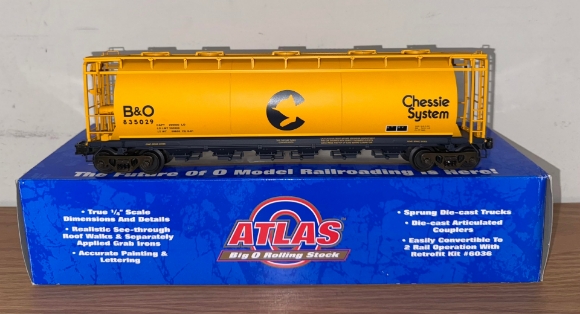 B&O
635029
Chessie
System
The Future Of O Model Railroading is Here!
• True ¼" Scale
Dimensions And Details
• Realistic See-through
Roof Walks & Separately
Applied Grab Irons
• Accurate Painting &
Lettering
ATLAS
Big O Rolling Stock
• Sprung Die-cast Trucks
• Die-cast Articulated
Couplers
• Easily Convertible To
2 Rail Operation With
Retrofit Kit #6036